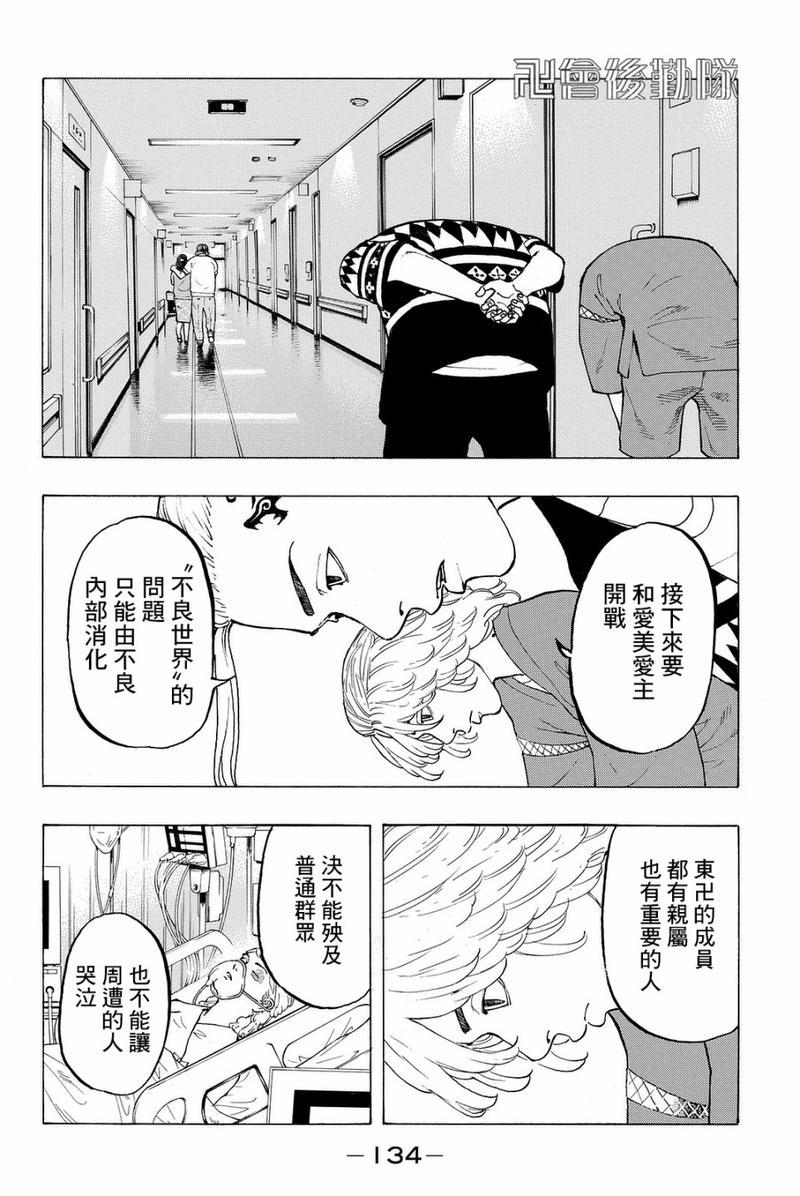 卍會後勤隊
接下來要
和愛美愛主
開戰
〝不良世界〞的
問題
只能由不良
內部消化
東卍的成員
都有親屬
也有重要的人
決不能殃及
普通群眾
也不能讓
周遭的人
哭泣
—134—